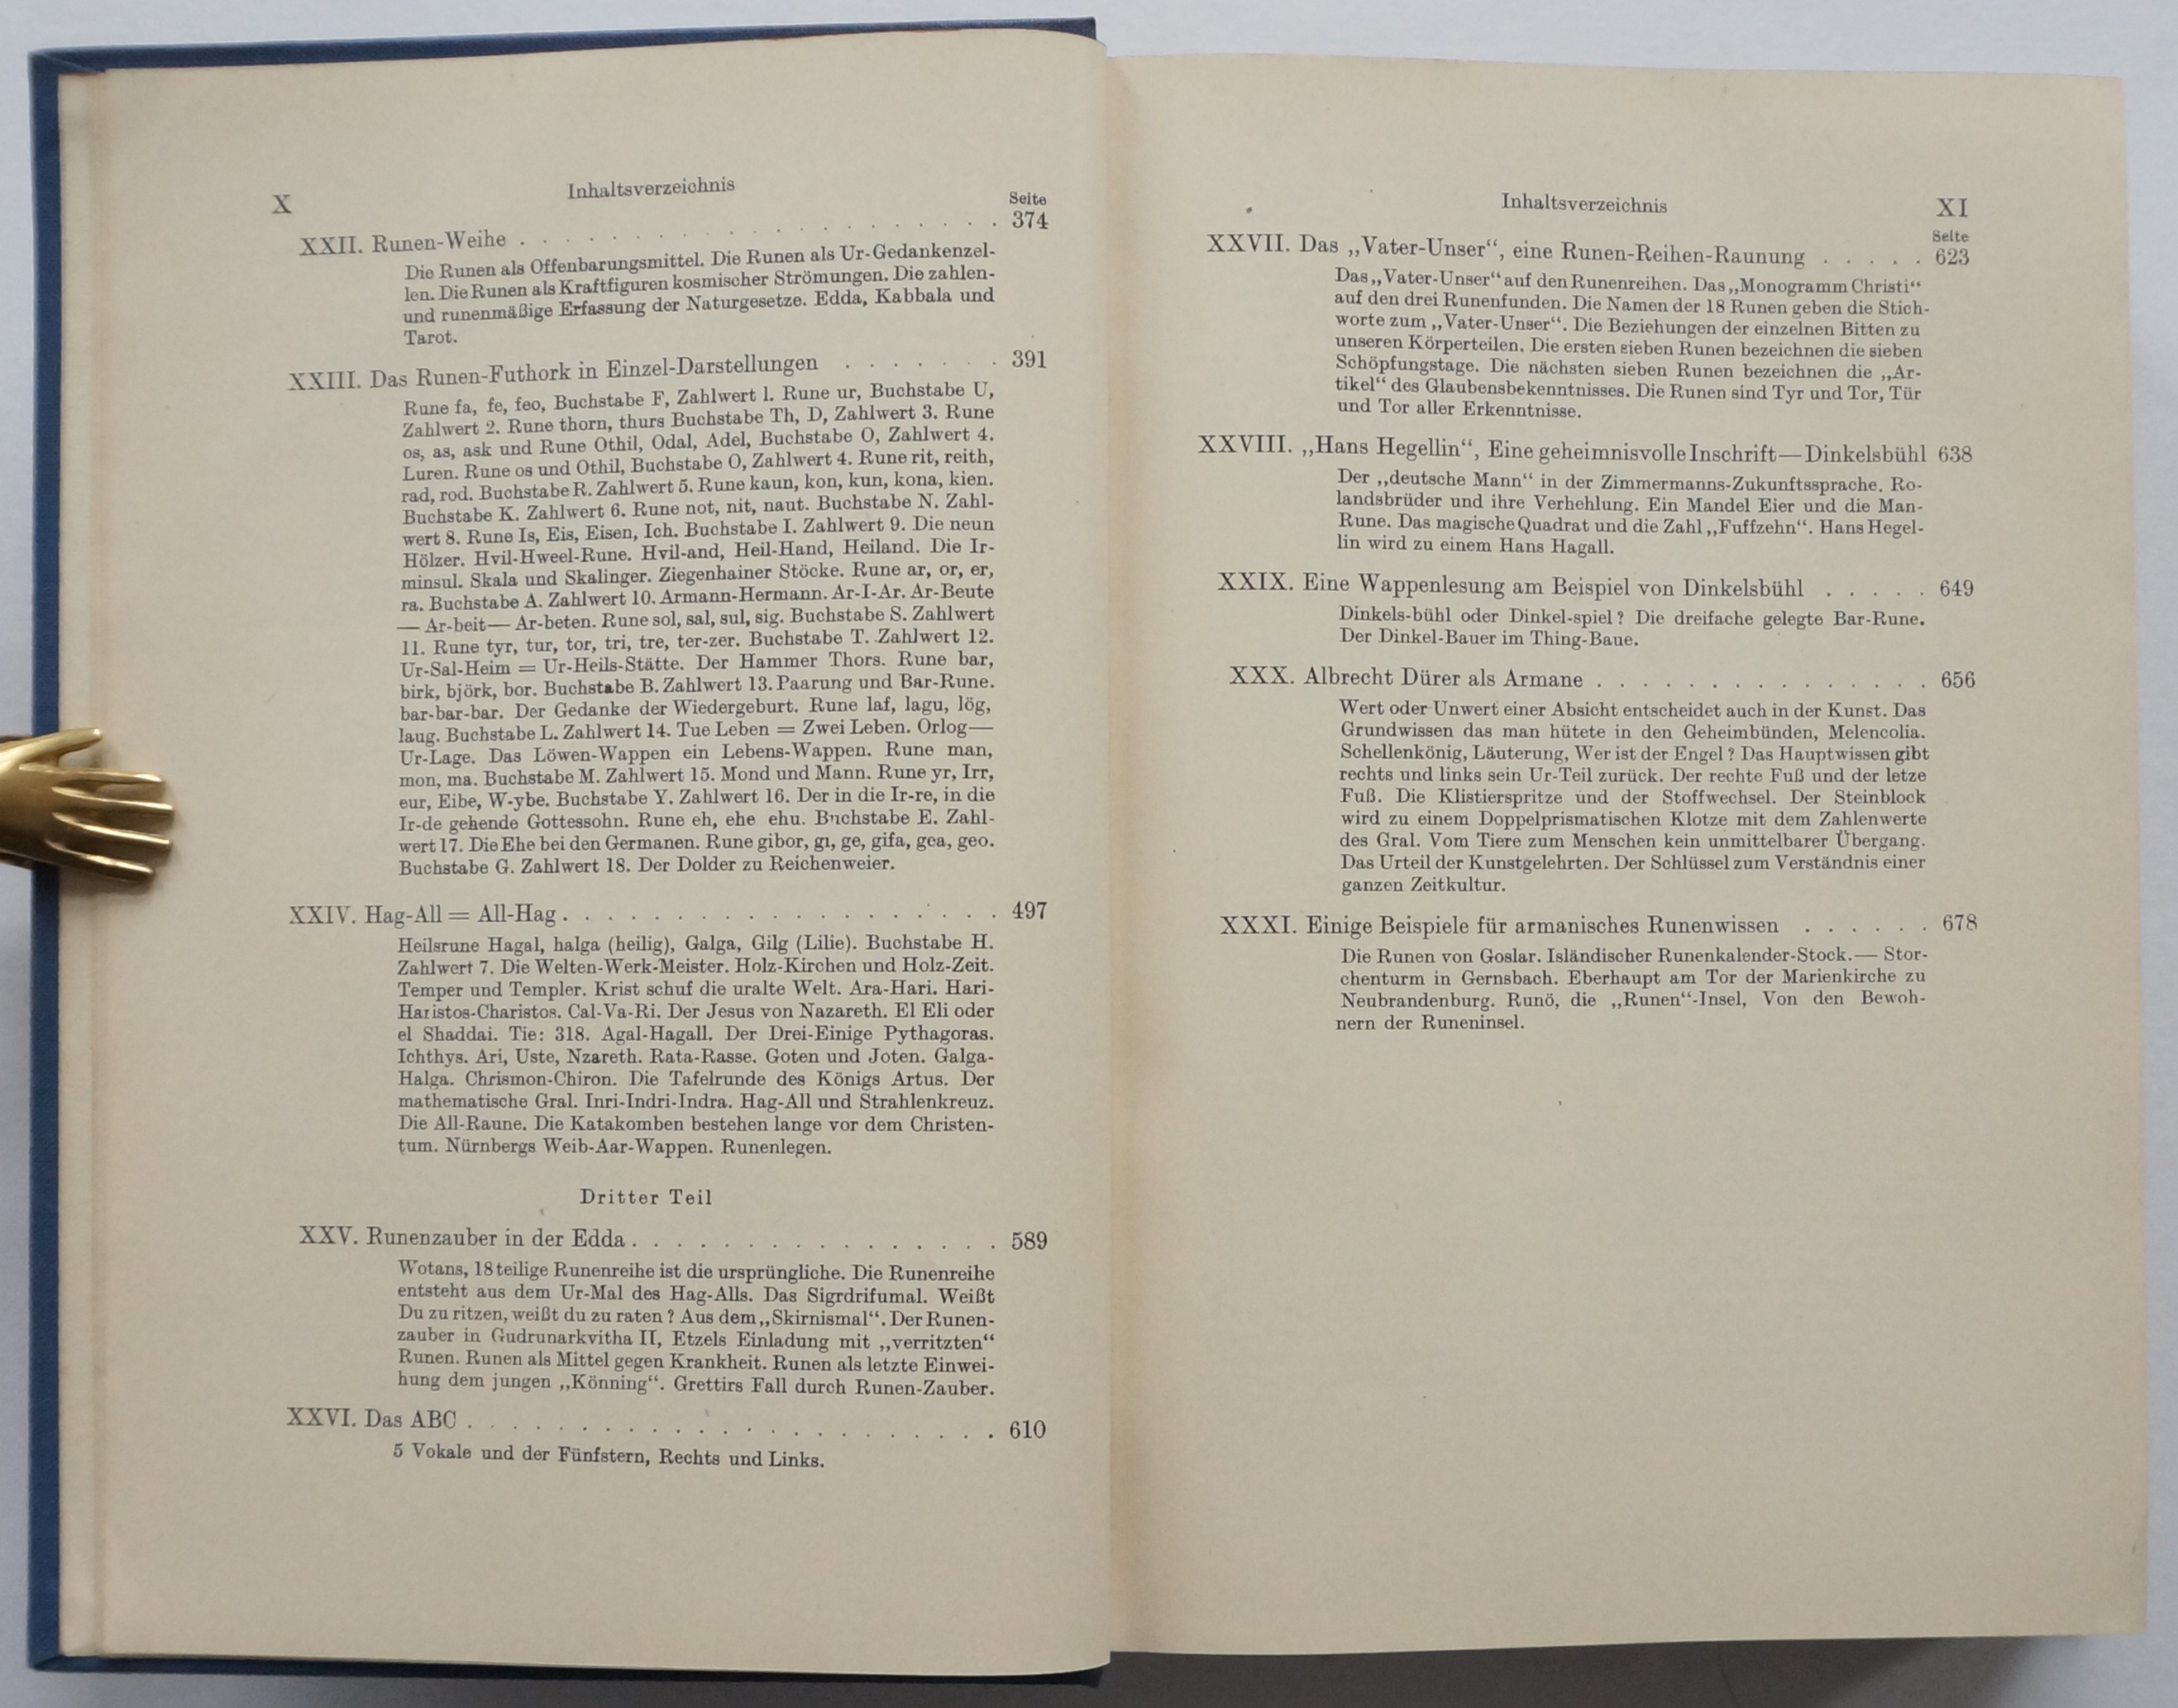 X
Inhaltsverzeichnis
Seite
XXII. Runen-Weihe . . . . . . . . . . . . . . . . . 374
Die Runen als Offenbarungsmittel. Die Runen als Ur-Gedankenzel-
len. Die Runen als Kraftfiguren kosmischer Strömungen. Die zahlen-
und runenmäßige Erfassung der Naturgesetze. Edda, Kabbala und
Tarot.
XXIII. Das Runen-Futhork in Einzel-Darstellungen . . . . . . . 391
Rune fa, fe, feo, Buchstabe F, Zahlwert 1. Rune ur, Buchstabe U,
Zahlwert 2. Rune thorn, thurs Buchstabe Th, D, Zahlwert 3. Rune
os, as, ask und Rune Othil, Odal, Adel, Buchstabe O, Zahlwert 4.
Luren. Rune os und Othil, Buchstabe O, Zahlwert 4. Rune rit, reith,
rad, rod. Buchstabe R. Zahlwert 5. Rune kaun, kon, kun, kona, kien.
Buchstabe K. Zahlwert 6. Rune not, nit, naut. Buchstabe N. Zahl-
wert 8. Rune Is, Eis, Eisen, Ich. Buchstabe I. Zahlwert 9. Die neun
Hölzer. Hvil-Hweel-Rune. Hvil-and, Heil-Hand, Heiland. Die Ir-
minsul. Skala und Skalinger. Ziegenhainer Stöcke. Rune ar, or, er,
ra. Buchstabe A. Zahlwert 10. Armann-Hermann. Ar-I-Ar. Ar-Beute
— Ar-beit— Ar-beten. Rune sol, sal, sul, sig. Buchstabe S. Zahlwert
11. Rune tyr, tur, tor, tri, tre, ter-zer. Buchstabe T. Zahlwert 12.
Ur-Sal-Heim = Ur-Heils-Stätte. Der Hammer Thors. Rune bar,
birk, björk, bor. Buchstabe B. Zahlwert 13. Paarung und Bar-Rune.
bar-bar-bar. Der Gedanke der Wiedergeburt. Rune laf, lagu, lög,
laug. Buchstabe L. Zahlwert 14. Tue Leben = Zwei Leben. Orlog—
Ur-Lage. Das Löwen-Wappen ein Lebens-Wappen. Rune man,
mon, ma. Buchstabe M. Zahlwert 15. Mond und Mann. Rune yr, Irr,
eur, Eibe, W-ybe. Buchstabe Y. Zahlwert 16. Der in die Ir-re, in die
Ir-de gehende Gottessohn. Rune eh, ehe ehu. Buchstabe E. Zahl-
wert 17. Die Ehe bei den Germanen. Rune gibor, gi, ge, gifa, gea, geo.
Buchstabe G. Zahlwert 18. Der Dolder zu Reichenweier.
XXIV. Hag-All = All-Hag . . . . . . . . . . . . . . . . . 497
Heilsrune Hagal, halga (heilig), Galga, Gilg (Lilie). Buchstabe H.
Zahlwert 7. Die Welten-Werk-Meister. Holz-Kirchen und Holz-Zeit.
Temper und Templer. Krist schuf die uralte Welt. Ara-Hari. Hari-
Haristos-Charistos. Cal-Va-Ri. Der Jesus von Nazareth. El Eli oder
el Shaddai. Tie: 318. Agal-Hagall. Der Drei-Einige Pythagoras.
Ichthys. Ari, Uste, Nzareth. Rata-Rasse. Goten und Joten. Galga-
Halga. Chrismon-Chiron. Die Tafelrunde des Königs Artus. Der
mathematische Gral. Inri-Indri-Indra. Hag-All und Strahlenkreuz.
Die All-Raune. Die Katakomben bestehen lange vor dem Christen-
tum. Nürnbergs Weib-Aar-Wappen. Runenlegen.
Dritter Teil
XXV. Runenzauber in der Edda . . . . . . . . . . . . . . . 589
Wotans, 18 teilige Runenreihe ist die ursprüngliche. Die Runenreihe
entsteht aus dem Ur-Mal des Hag-Alls. Das Sigrdrifumal. Weißt
Du zu ritzen, weißt du zu raten? Aus dem „Skirnismal“. Der Runen-
zauber in Gudrunarkvitha II, Etzels Einladung mit „verritzten“
Runen. Runen als Mittel gegen Krankheit. Runen als letzte Einwei-
hung dem jungen „Könning“. Grettirs Fall durch Runen-Zauber.
XXVI. Das ABC . . . . . . . . . . . . . . . . . . . . . . 610
5 Vokale und der Fünfstern, Rechts und Links.
Inhaltsverzeichnis
XI
Seite
XXVII. Das „Vater-Unser“, eine Runen-Reihen-Raunung . . . . . 623
Das „Vater-Unser“ auf den Runenreihen. Das „Monogramm Christi“
auf den drei Runenfunden. Die Namen der 18 Runen geben die Stich-
worte zum „Vater-Unser“. Die Beziehungen der einzelnen Bitten zu
unseren Körperteilen. Die ersten sieben Runen bezeichnen die sieben
Schöpfungstage. Die nächsten sieben Runen bezeichnen die „Ar-
tikel“ des Glaubensbekenntnisses. Die Runen sind Tyr und Tor, Tür
und Tor aller Erkenntnisse.
XXVIII. „Hans Hegellin“, Eine geheimnisvolle Inschrift—Dinkelsbühl 638
Der „deutsche Mann“ in der Zimmermanns-Zukunftssprache. Ro-
landsbrüder und ihre Verhehlung. Ein Mandel Eier und die Man-
Rune. Das magische Quadrat und die Zahl „Fuffzehn“. Hans Hegel-
lin wird zu einem Hans Hagall.
XXIX. Eine Wappenlesung am Beispiel von Dinkelsbühl . . . . . 649
Dinkels-bühl oder Dinkel-spiel? Die dreifache gelegte Bar-Rune.
Der Dinkel-Bauer im Thing-Baue.
XXX. Albrecht Dürer als Armane . . . . . . . . . . . . . . . 656
Wert oder Unwert einer Absicht entscheidet auch in der Kunst. Das
Grundwissen das man hütete in den Geheimbünden, Melencolia.
Schellenkönig, Läuterung, Wer ist der Engel? Das Hauptwissen gibt
rechts und links sein Ur-Teil zurück. Der rechte Fuß und der letze
Fuß. Die Klistierspritze und der Stoffwechsel. Der Steinblock
wird zu einem Doppelprismatischen Klotze mit dem Zahlenwerte
des Gral. Vom Tiere zum Menschen kein unmittelbarer Übergang.
Das Urteil der Kunstgelehrten. Der Schlüssel zum Verständnis einer
ganzen Zeitkultur.
XXXI. Einige Beispiele für armanisches Runenwissen . . . . . . 678
Die Runen von Goslar. Isländischer Runenkalender-Stock.— Stor-
chenturm in Gernsbach. Eberhaupt am Tor der Marienkirche zu
Neubrandenburg. Runö, die „Runen“-Insel, Von den Bewoh-
nern der Runeninsel.